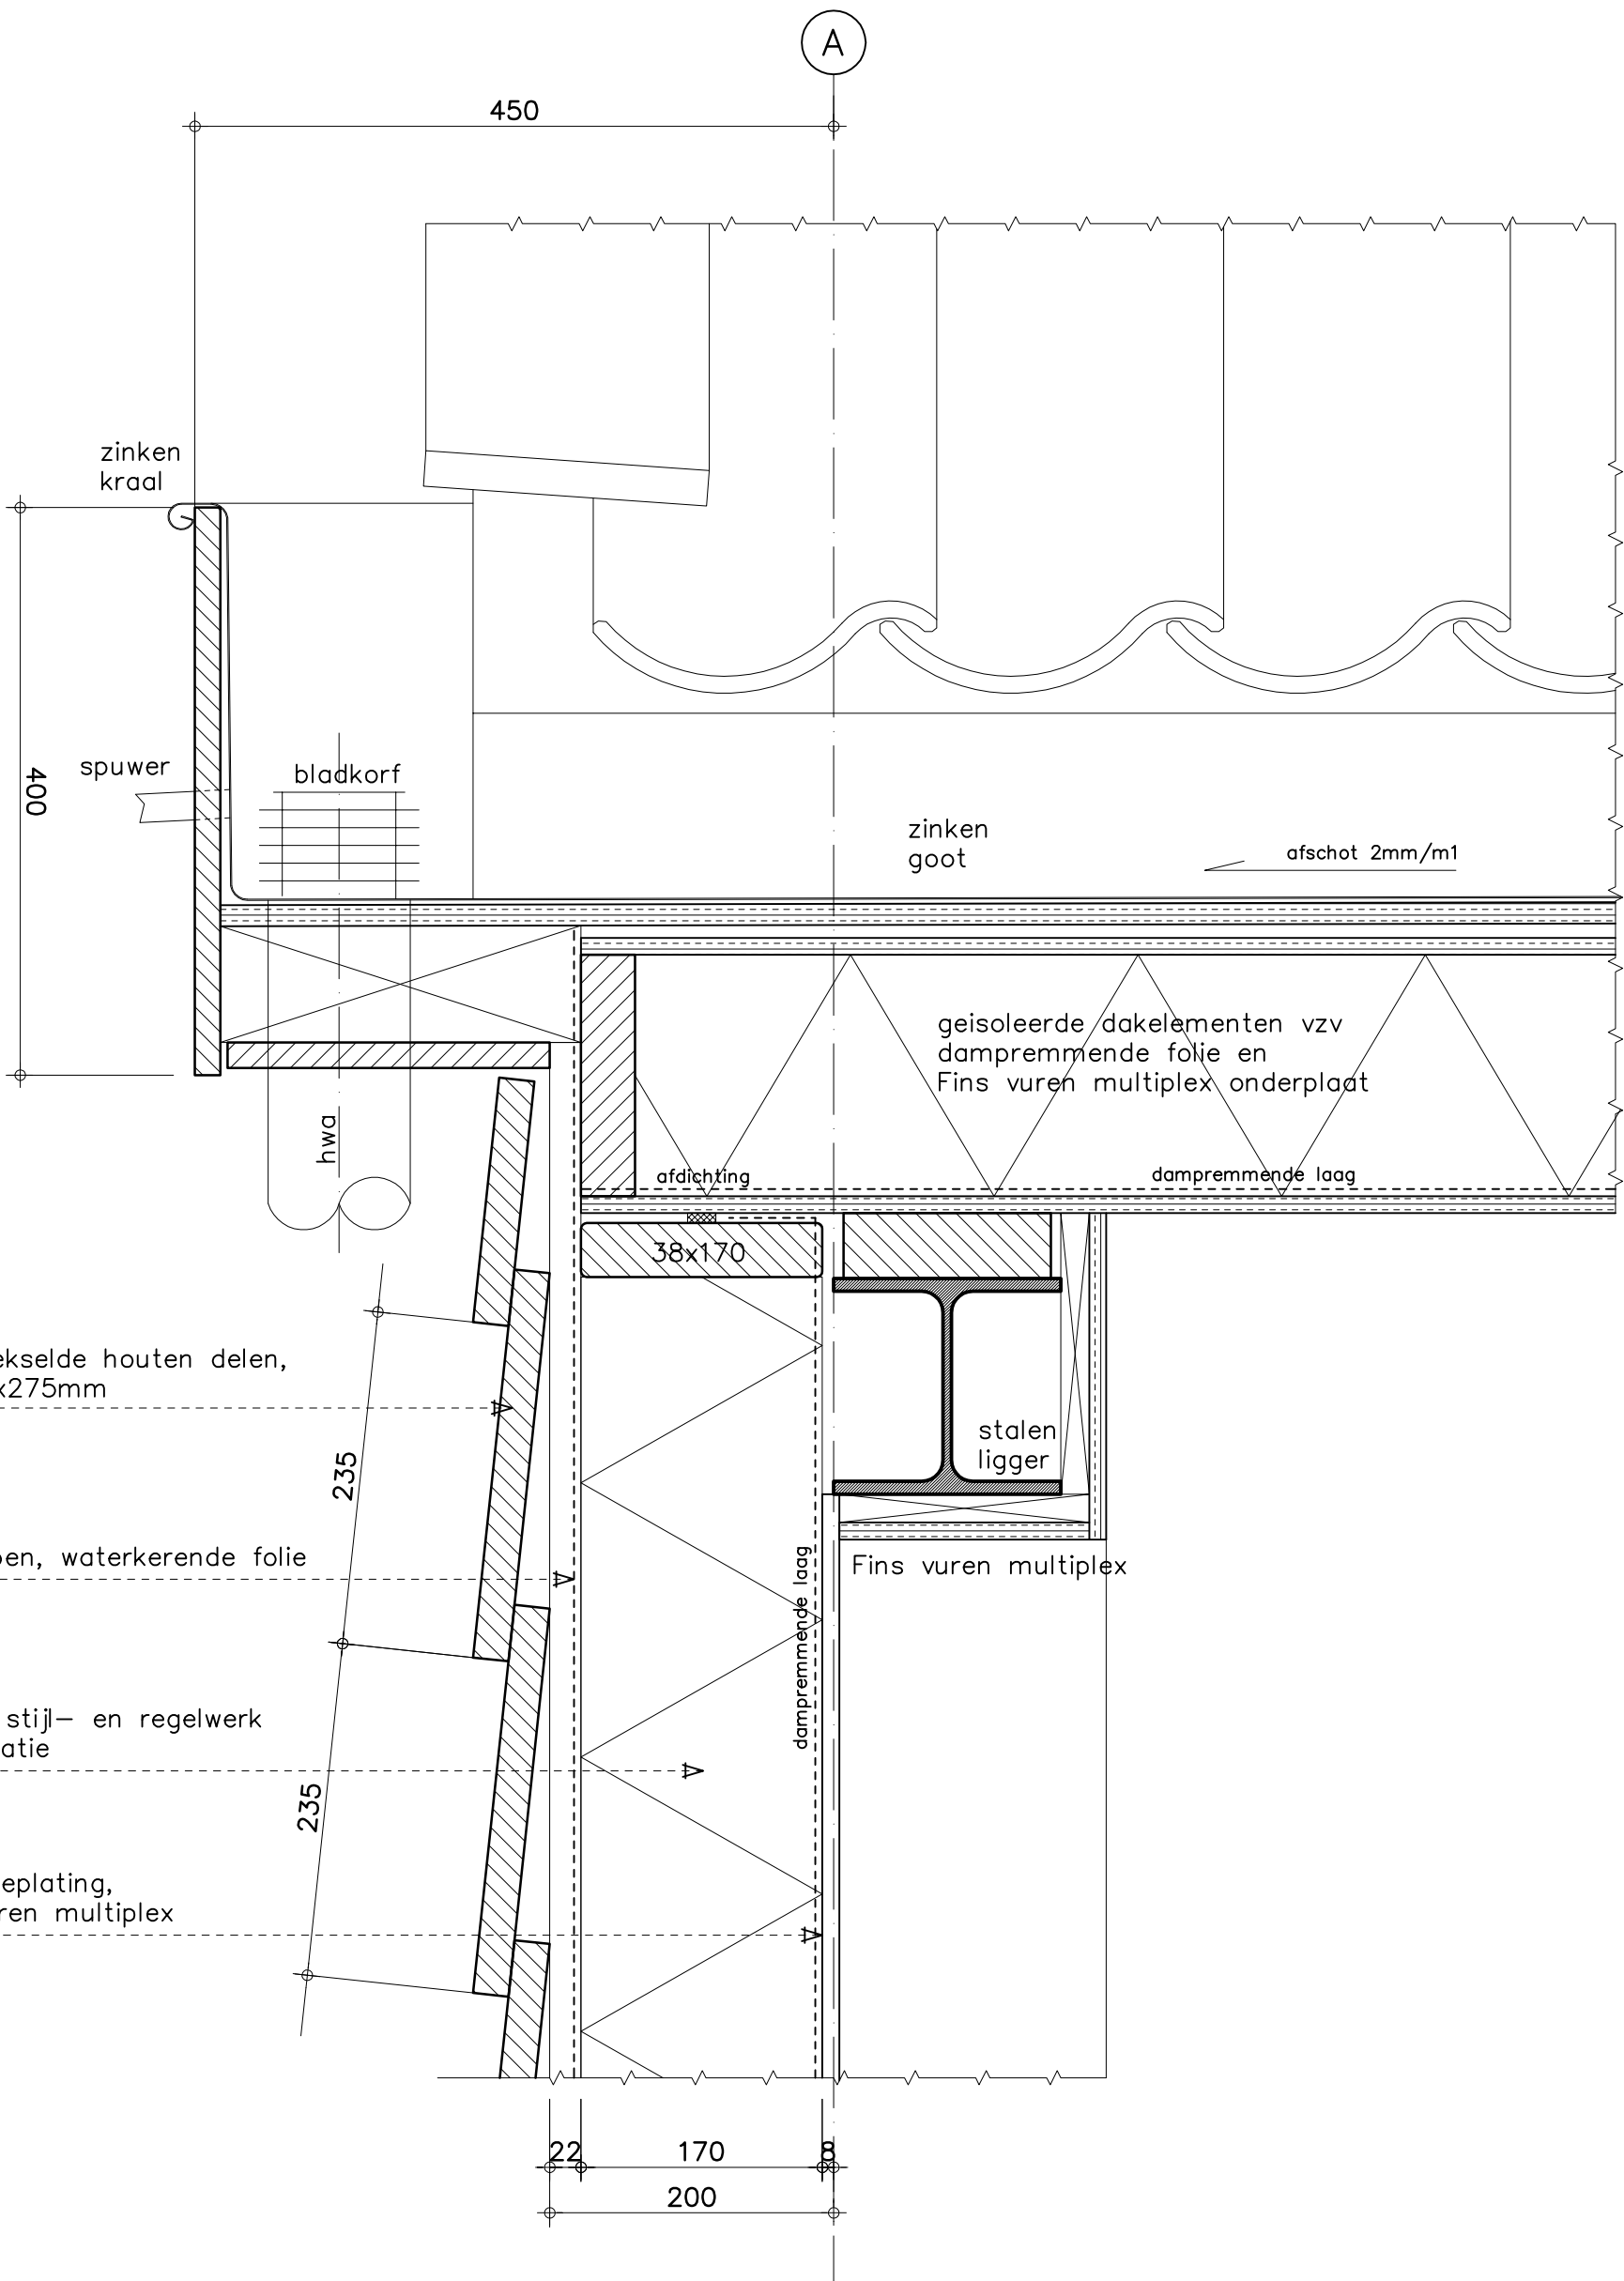 A
450
zinken
kraal
400
spuwer
bladkorf
zinken
goot
afschot 2mm/m1
geisoleerde dakelementen vzv
dampremmende folie en
Fins vuren multiplex onderplaat
hwa
afdichting
dampremmende laag
38x170
ekselde houten delen,
x275mm
stalen
ligger
235
en, waterkerende folie
Fins vuren multiplex
dampremmende laag
stijl- en regelwerk
atie
235
eplating,
ren multiplex
22
170
8
200